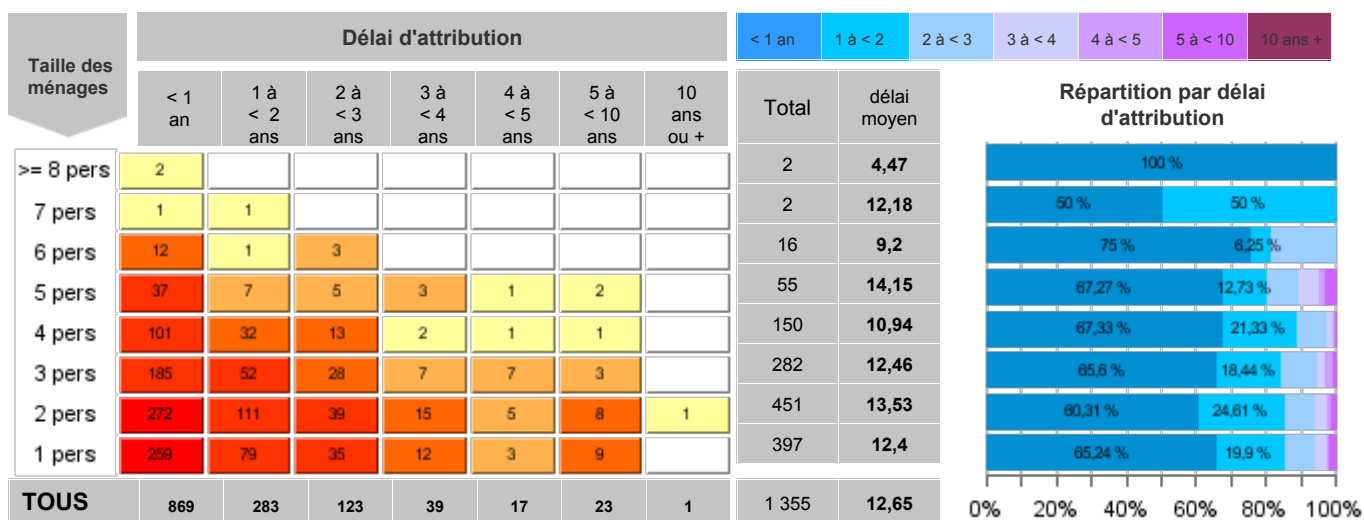 Taille des
ménages
Délai d'attribution
< 1
an
1 à
< 2
ans
2 à
< 3
ans
3 à
< 4
ans
4 à
< 5
ans
5 à
< 10
ans
10
ans
ou +
< 1 an 1 à < 2 2 à < 3 3 à < 4 4 à < 5 5 à < 10 10 ans +
Total
délai
moyen
Répartition par délai
d'attribution
>= 8 pers 2 2 4,47 100 %
7 pers 1 1 2 12,18 50 % 50 %
6 pers 12 1 3 16 9,2 75 % 6,25 %
5 pers 37 7 5 3 1 2 55 14,15 67,27 % 12,73 %
4 pers 101 32 13 2 1 1 150 10,94 67,33 % 21,33 %
3 pers 185 52 28 7 7 3 282 12,46 65,6 % 18,44 %
2 pers 272 111 39 15 5 8 1 451 13,53 60,31 % 24,61 %
1 pers 259 79 35 12 3 9 397 12,4 65,24 % 19,9 %
TOUS 869 283 123 39 17 23 1 1 355 12,65
0% 20% 40% 60% 80% 100%